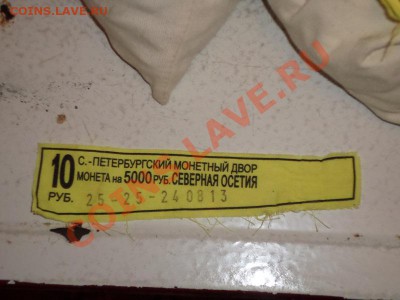 COINS.LAVE.RU
10 С.-ПЕТЕРБУРГСКИЙ МОНЕТНЫЙ ДВОР
МОНЕТА на 5000 РУБ. СЕВЕРНАЯ ОСЕТИЯ
РУБ. 25-25-240813
COINS.LAVE.RU